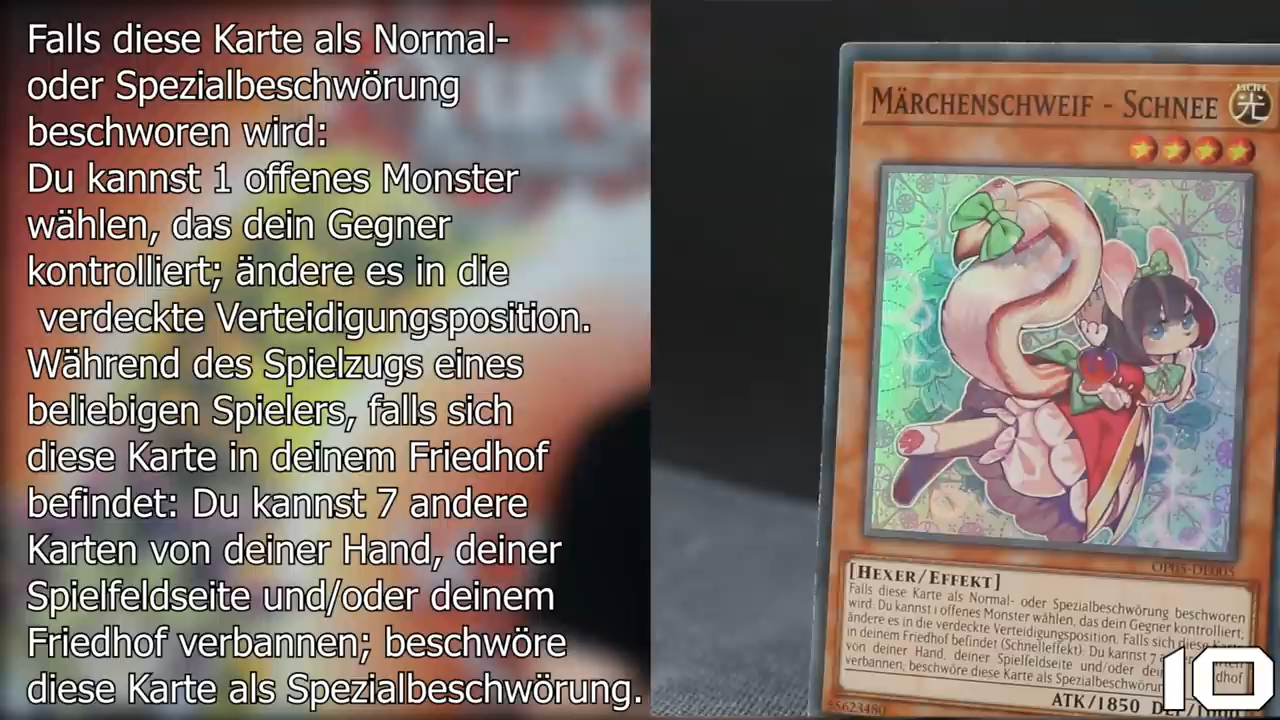 Falls diese Karte als Normal-
oder Spezialbeschwörung
beschworen wird:
Du kannst 1 offenes Monster
wählen, das dein Gegner
kontrolliert; ändere es in die
verdeckte Verteidigungsposition.
Während des Spielzugs eines
beliebigen Spielers, falls sich
diese Karte in deinem Friedhof
befindet: Du kannst 7 andere
Karten von deiner Hand, deiner
Spielfeldseite und/oder deinem
Friedhof verbannen; beschwöre
diese Karte als Spezialbeschwörung.
MÄRCHENSCHWEIF - SCHNEE
LICHT
光
OP05-DE005
[HEXER/EFFEKT]
Falls diese Karte als Normal- oder Spezialbeschwörung beschworen
wird: Du kannst 1 offenes Monster wählen, das dein Gegner kontrolliert;
ändere es in die verdeckte Verteidigungsposition. Falls sich diese Karte
in deinem Friedhof befindet (Schnelleffekt): Du kannst 7
von deiner Hand, deiner Spielfeldseite und/oder
verbannen; beschwöre diese Karte als
ATK/1850
55623480
10